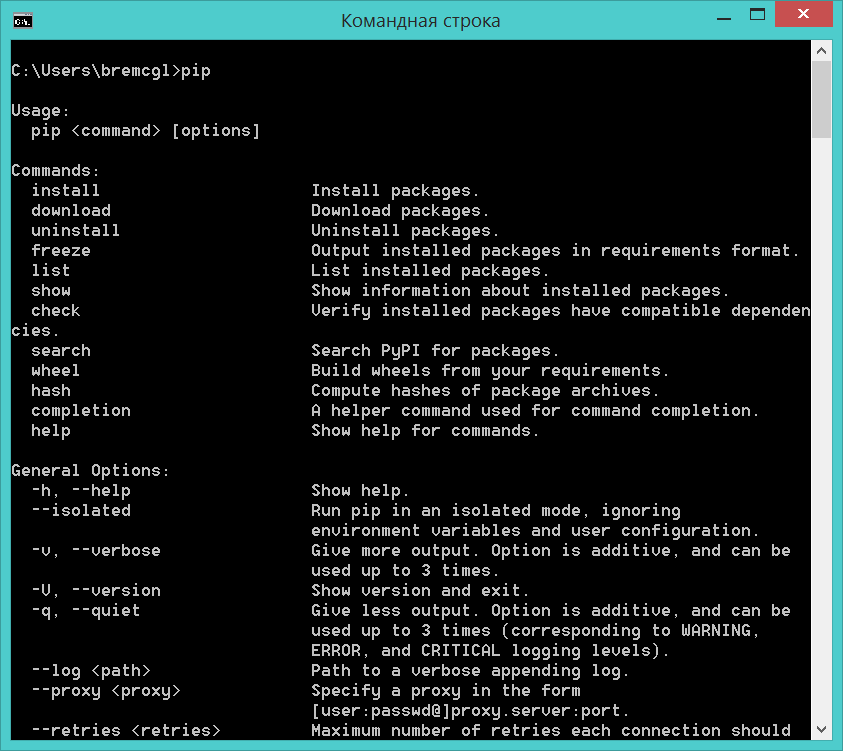 Командная строка
C:\Users\bremcgl>pip
Usage:
  pip <command> [options]
Commands:
  install                     Install packages.
  download                    Download packages.
  uninstall                   Uninstall packages.
  freeze                      Output installed packages in requirements format.
  list                        List installed packages.
  show                        Show information about installed packages.
  check                       Verify installed packages have compatible dependen
cies.
  search                      Search PyPI for packages.
  wheel                       Build wheels from your requirements.
  hash                        Compute hashes of package archives.
  completion                  A helper command used for command completion.
  help                        Show help for commands.
General Options:
  -h, --help                  Show help.
  --isolated                  Run pip in an isolated mode, ignoring
                              environment variables and user configuration.
  -v, --verbose               Give more output. Option is additive, and can be
                              used up to 3 times.
  -V, --version               Show version and exit.
  -q, --quiet                 Give less output. Option is additive, and can be
                              used up to 3 times (corresponding to WARNING,
                              ERROR, and CRITICAL logging levels).
  --log <path>                Path to a verbose appending log.
  --proxy <proxy>             Specify a proxy in the form
                              [user:passwd@]proxy.server:port.
  --retries <retries>         Maximum number of retries each connection should